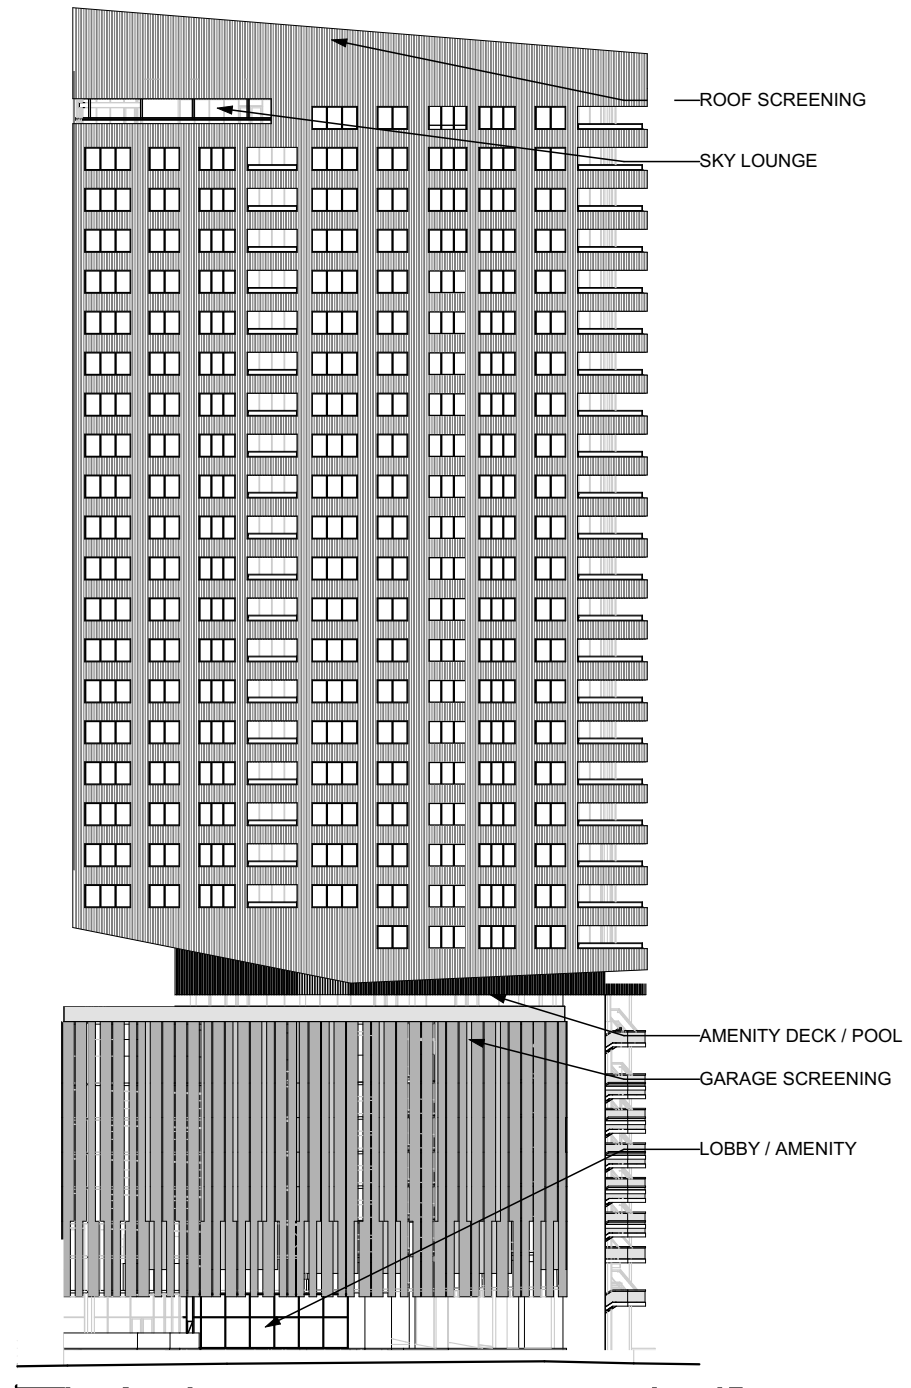 ROOF SCREENING
SKY LOUNGE
AMENITY DECK / POOL
GARAGE SCREENING
LOBBY / AMENITY